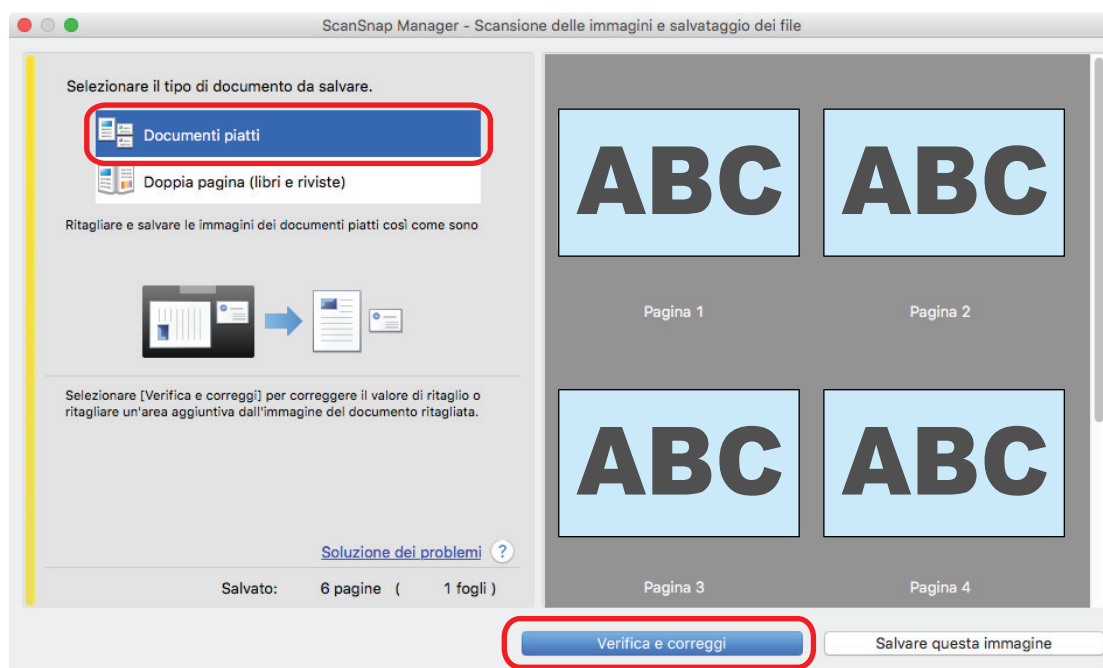 ScanSnap Manager - Scansione delle immagini e salvataggio dei file
Selezionare il tipo di documento da salvare.
Documenti piatti
Doppia pagina (libri e riviste)
Ritagliare e salvare le immagini dei documenti piatti così come sono
Selezionare [Verifica e correggi] per correggere il valore di ritaglio o
ritagliare un'area aggiuntiva dall'immagine del documento ritagliata.
Soluzione dei problemi ?
Salvato: 6 pagine ( 1 fogli )
ABC ABC
Pagina 1 Pagina 2
ABC ABC
Pagina 3 Pagina 4
Verifica e correggi Salvare questa immagine